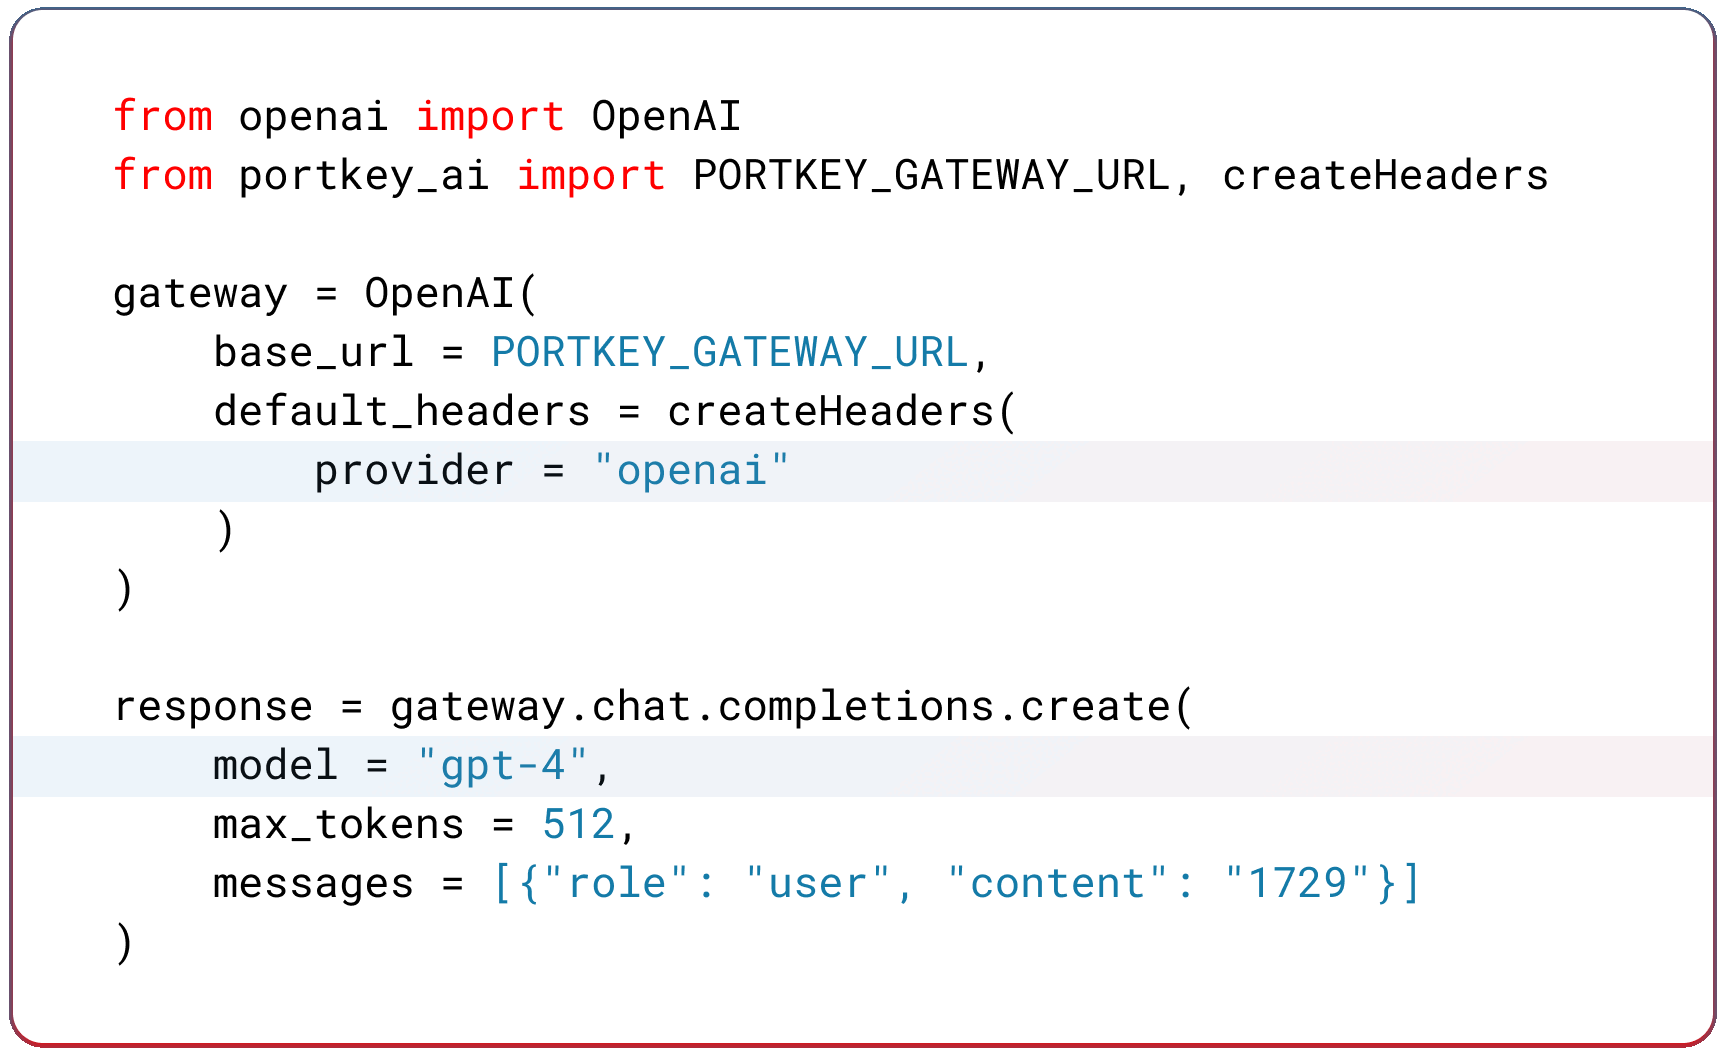 from openai import OpenAI
from portkey_ai import PORTKEY_GATEWAY_URL, createHeaders
gateway = OpenAI(
    base_url = PORTKEY_GATEWAY_URL,
    default_headers = createHeaders(
        provider = "openai"
    )
)
response = gateway.chat.completions.create(
    model = "gpt-4",
    max_tokens = 512,
    messages = [{"role": "user", "content": "1729"}]
)